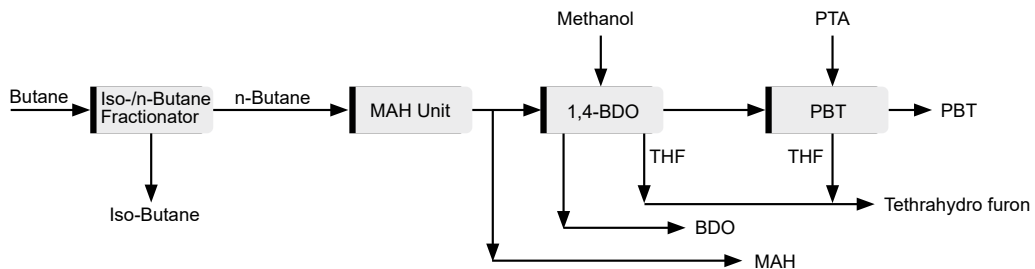 Methanol
PTA
Butane
Iso-/n-Butane
Fractionator
n-Butane
MAH Unit
1,4-BDO
PBT
PBT
THF
THF
Iso-Butane
Tethrahydro furon
BDO
MAH